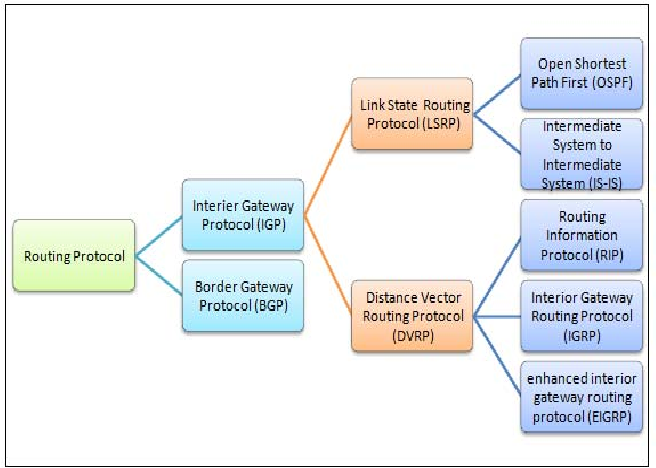 Routing Protocol
Interier Gateway
Protocol (IGP)
Border Gateway
Protocol (BGP)
Link State Routing
Protocol (LSRP)
Distance Vector
Routing Protocol
(DVRP)
Open Shortest
Path First (OSPF)
Intermediate
System to
Intermediate
System (IS-IS)
Routing
Information
Protocol (RIP)
Interior Gateway
Routing Protocol
(IGRP)
enhanced interior
gateway routing
protocol (EIGRP)